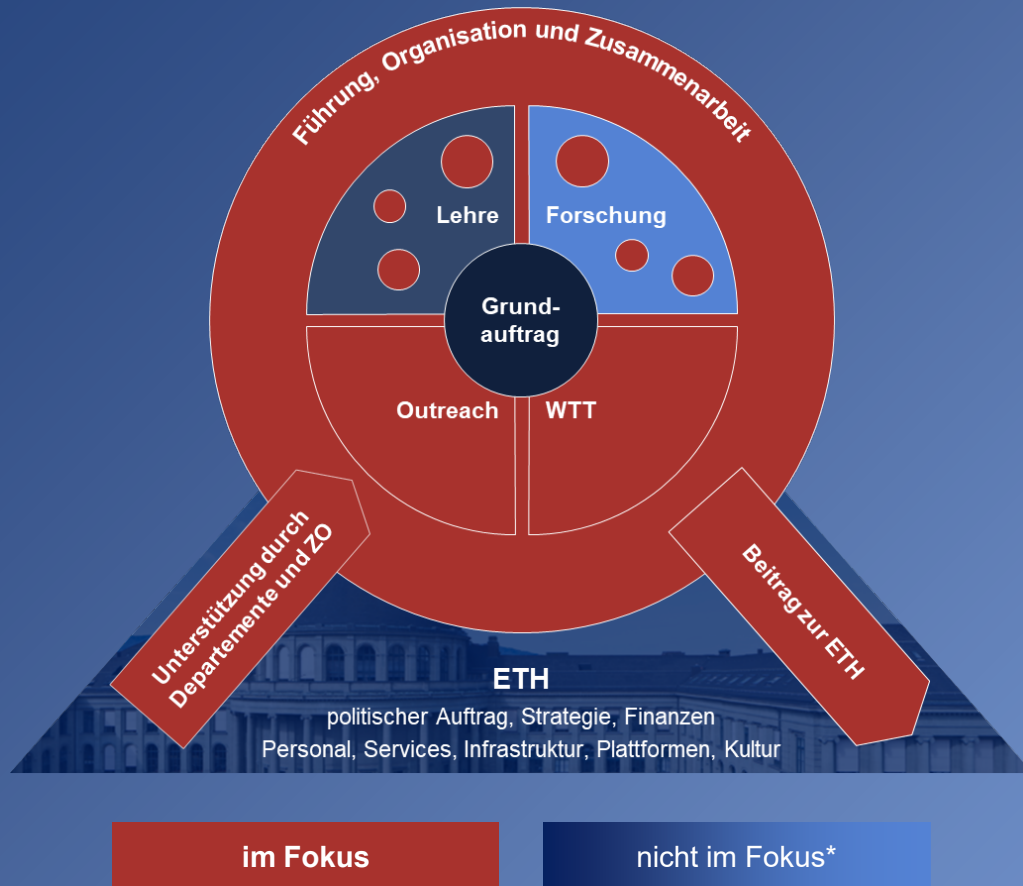 Führung, Organisation und Zusammenarbeit
Lehre
Forschung
Grund-
auftrag
Outreach
WTT
Unterstützung durch
Departemente und ZO
Beitrag zur ETH
ETH
politischer Auftrag, Strategie, Finanzen
Personal, Services, Infrastruktur, Plattformen, Kultur
im Fokus
nicht im Fokus*